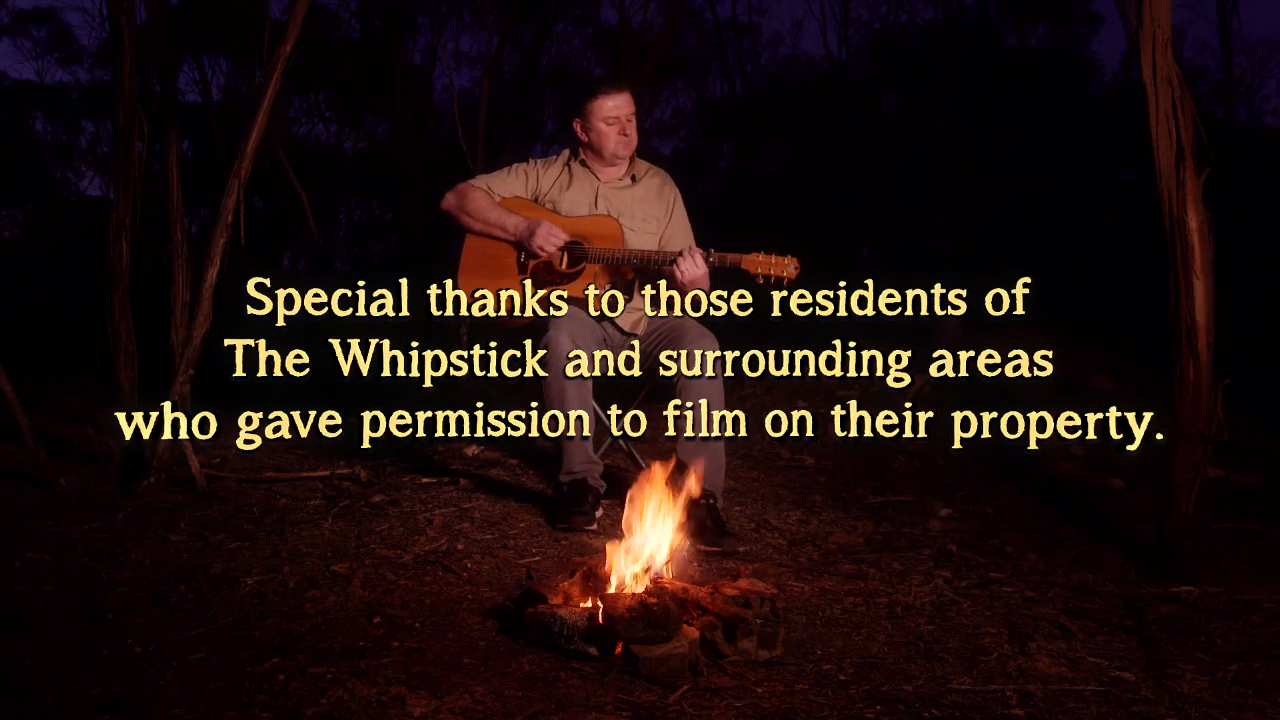 Special thanks to those residents of
The Whipstick and surrounding areas
who gave permission to film on their property.